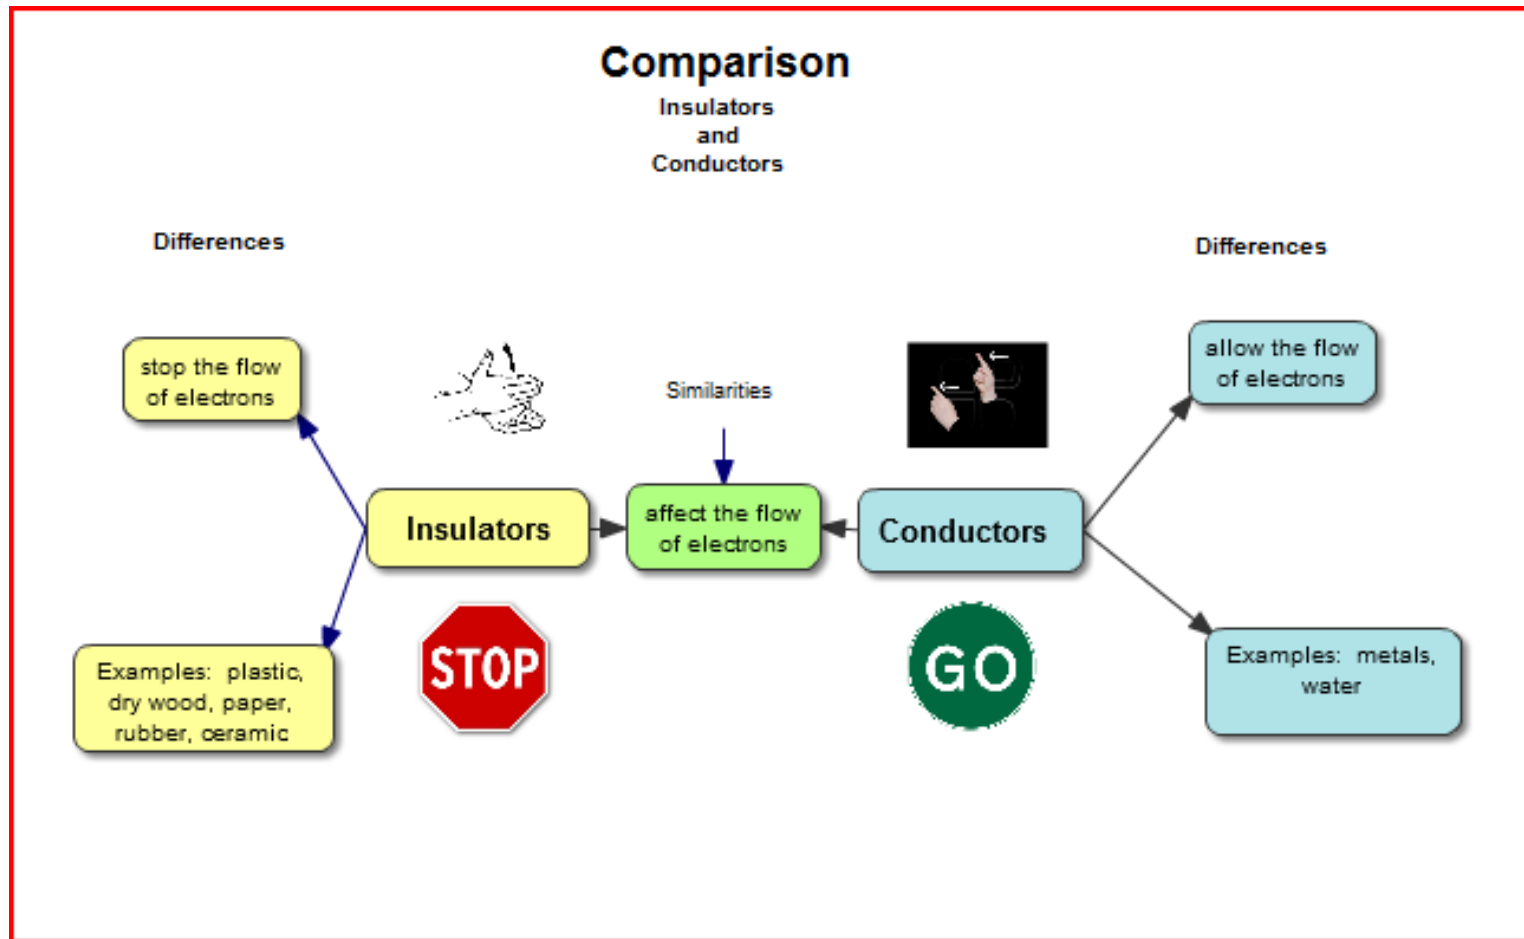 Comparison
Insulators
and
Conductors
Differences
Differences
stop the flow
of electrons
allow the flow
of electrons
Similarities
Insulators
affect the flow
of electrons
Conductors
STOP
GO
Examples: plastic,
dry wood, paper,
rubber, ceramic
Examples: metals,
water